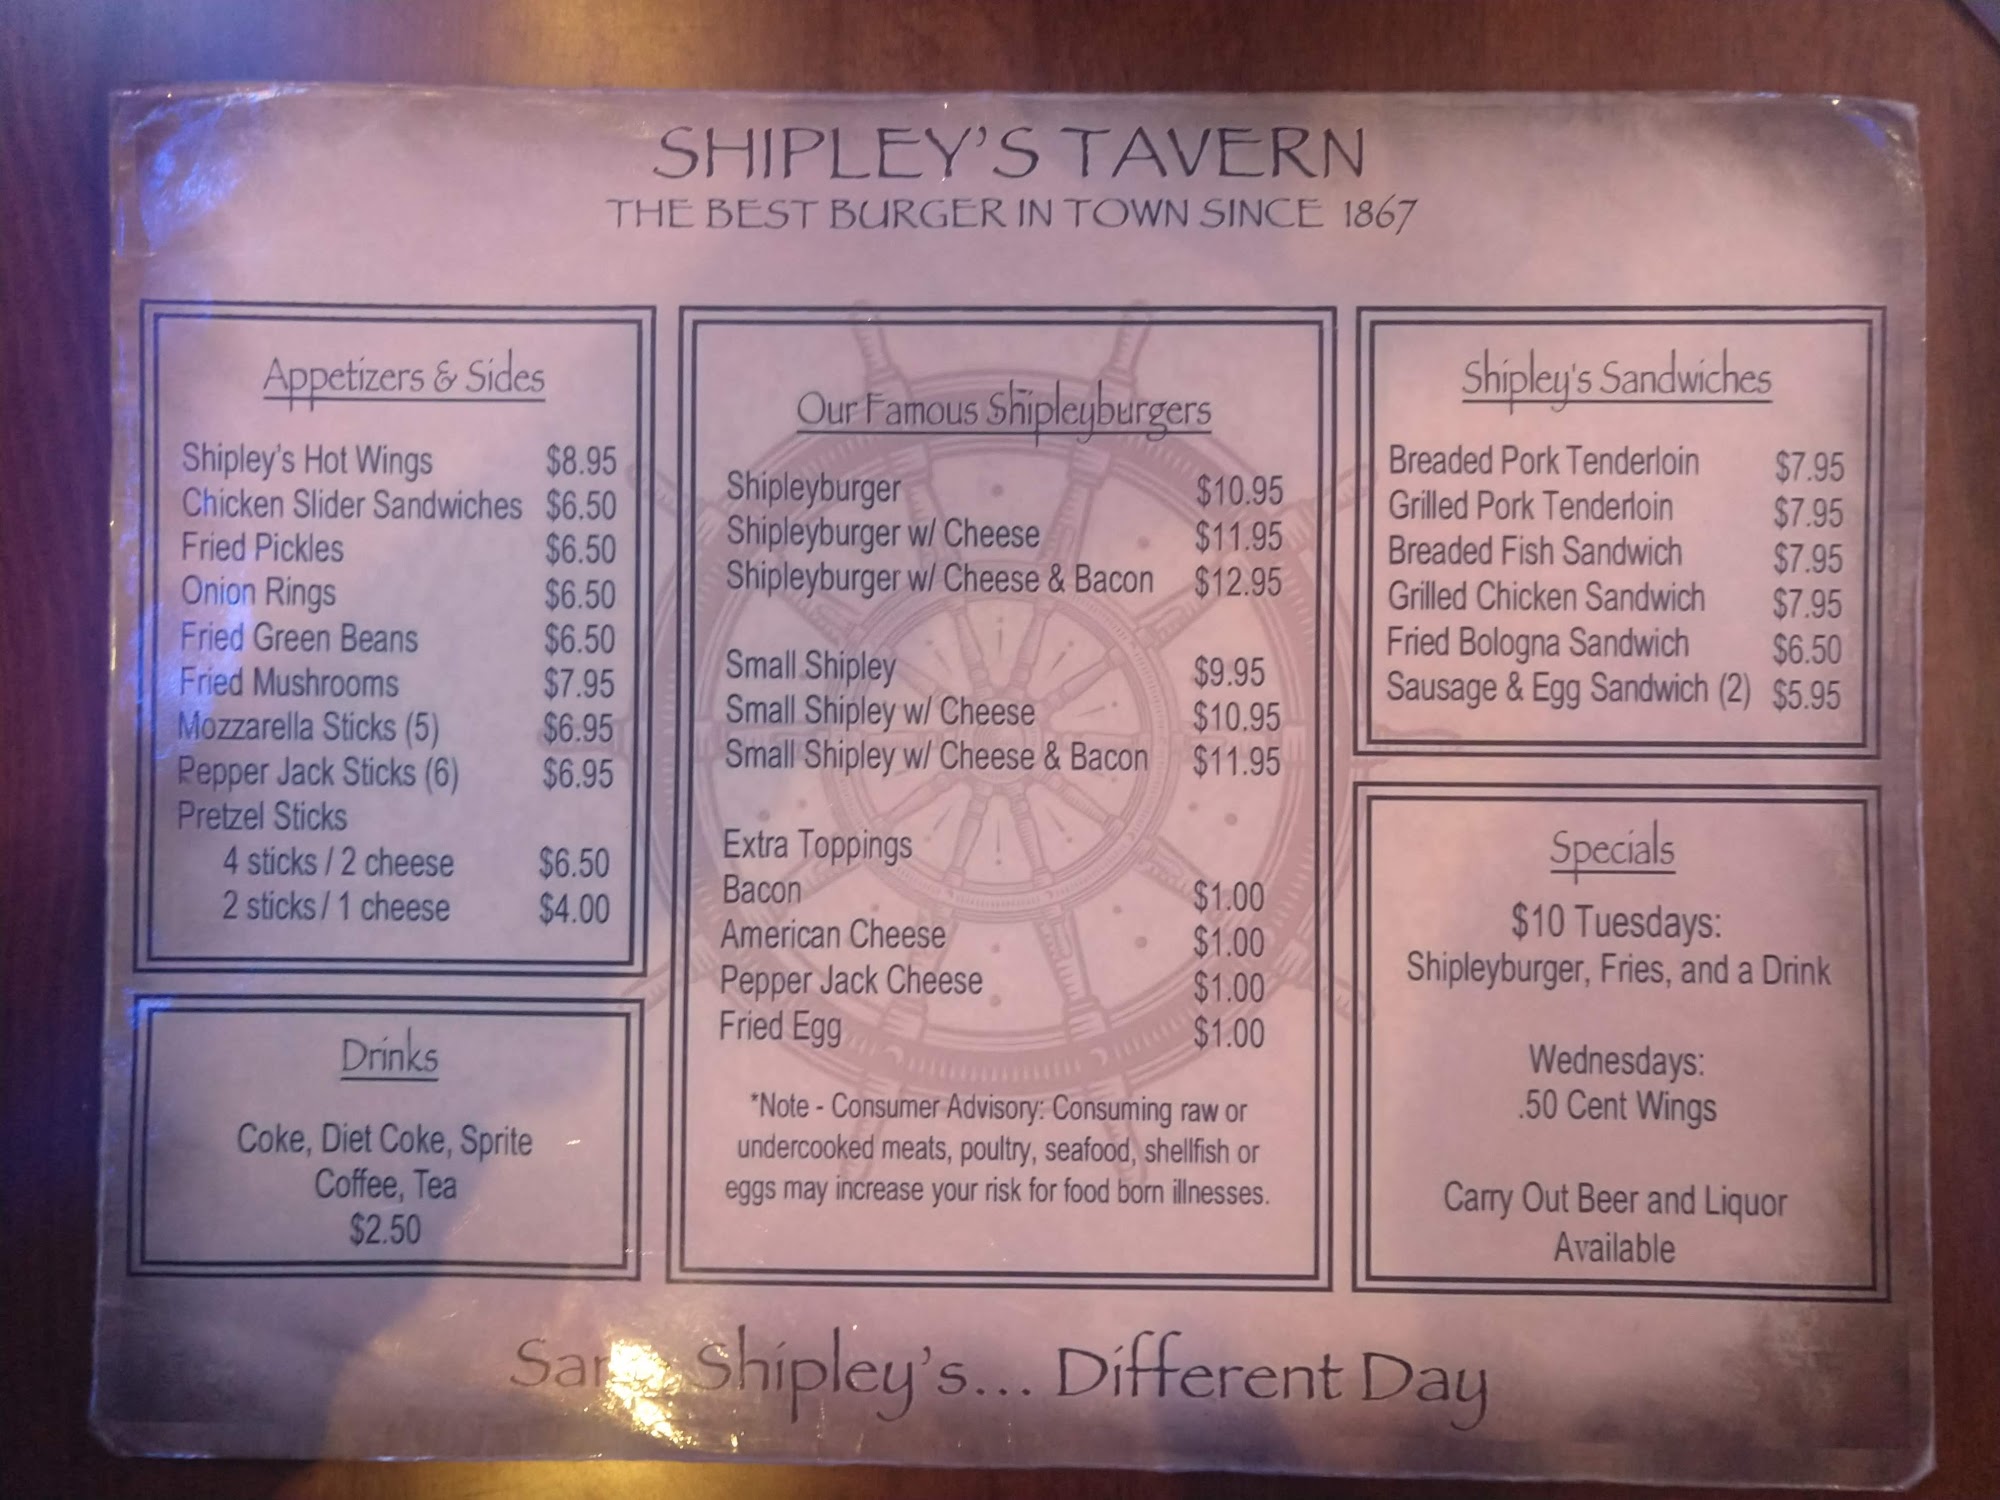 SHIPLEY'S TAVERN
THE BEST BURGER IN TOWN SINCE 1867
Appetizers & Sides
Shipley's Hot Wings $8.95
Chicken Slider Sandwiches $6.50
Fried Pickles $6.50
Onion Rings $6.50
Fried Green Beans $6.50
Fried Mushrooms $7.95
Mozzarella Sticks (5) $6.95
Pepper Jack Sticks (6) $6.95
Pretzel Sticks
4 sticks / 2 cheese $6.50
2 sticks / 1 cheese $4.00
Drinks
Coke, Diet Coke, Sprite
Coffee, Tea
$2.50
Our Famous Shipleyburgers
Shipleyburger $10.95
Shipleyburger w/ Cheese $11.95
Shipleyburger w/ Cheese & Bacon $12.95
Small Shipley $9.95
Small Shipley w/ Cheese $10.95
Small Shipley w/ Cheese & Bacon $11.95
Extra Toppings
Bacon $1.00
American Cheese $1.00
Pepper Jack Cheese $1.00
Fried Egg $1.00
*Note - Consumer Advisory: Consuming raw or
undercooked meats, poultry, seafood, shellfish or
eggs may increase your risk for food born illnesses.
Shipley's Sandwiches
Breaded Pork Tenderloin $7.95
Grilled Pork Tenderloin $7.95
Breaded Fish Sandwich $7.95
Grilled Chicken Sandwich $7.95
Fried Bologna Sandwich $6.50
Sausage & Egg Sandwich (2) $5.95
Specials
$10 Tuesdays:
Shipleyburger, Fries, and a Drink
Wednesdays:
.50 Cent Wings
Carry Out Beer and Liquor
Available
Shipley's... Different Day